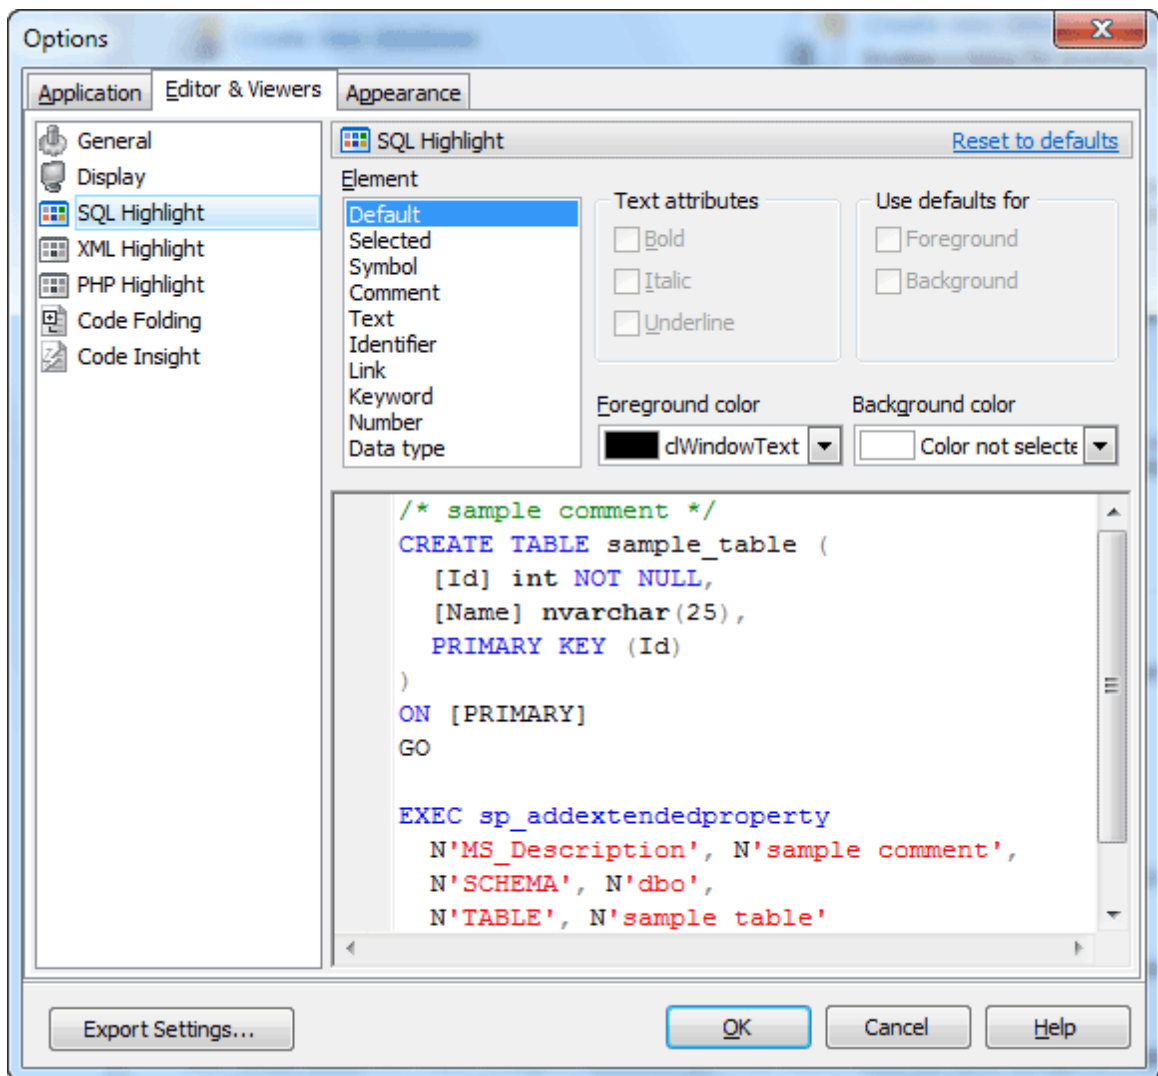 Options
Application
Editor & Viewers
Appearance
General
Display
SQL Highlight
XML Highlight
PHP Highlight
Code Folding
Code Insight
SQL Highlight
Reset to defaults
Element
Default
Selected
Symbol
Comment
Text
Identifier
Link
Keyword
Number
Data type
Text attributes
Bold
Italic
Underline
Use defaults for
Foreground
Background
Foreground color
clWindowText
Background color
Color not selecte
/* sample comment */
CREATE TABLE sample_table (
[Id] int NOT NULL,
[Name] nvarchar(25),
PRIMARY KEY (Id)
)
ON [PRIMARY]
GO
EXEC sp_addextendedproperty
N'MS_Description', N'sample comment',
N'SCHEMA', N'dbo',
N'TABLE', N'sample table'
Export Settings...
OK
Cancel
Help